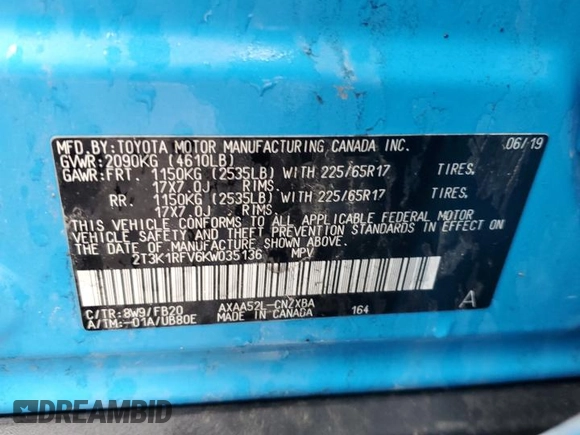 MFD.BY:TOYOTA MOTOR MANUFACTURING CANADA INC. 06/19
GVWR:2090KG (4610LB)
GAWR:FRT. 1150KG (2535LB) WITH 225/65R17 TIRES.
17X7.0J RIMS.
RR. 1150KG (2535LB) WITH 225/65R17 TIRES.
17X7.0J RIMS.
THIS VEHICLE CONFORMS TO ALL APPLICABLE FEDERAL MOTOR
VEHICLE SAFETY AND THEFT PREVENTION STANDARDS IN EFFECT ON
THE DATE OF MANUFACTURE SHOWN ABOVE.
2T3K1RFV6KW035136 MPV
C/TR:8W9/FB20 AXAA52L-CNZXBA 164 A
A/TM:-01A/UB80E MADE IN CANADA
DREAMBID